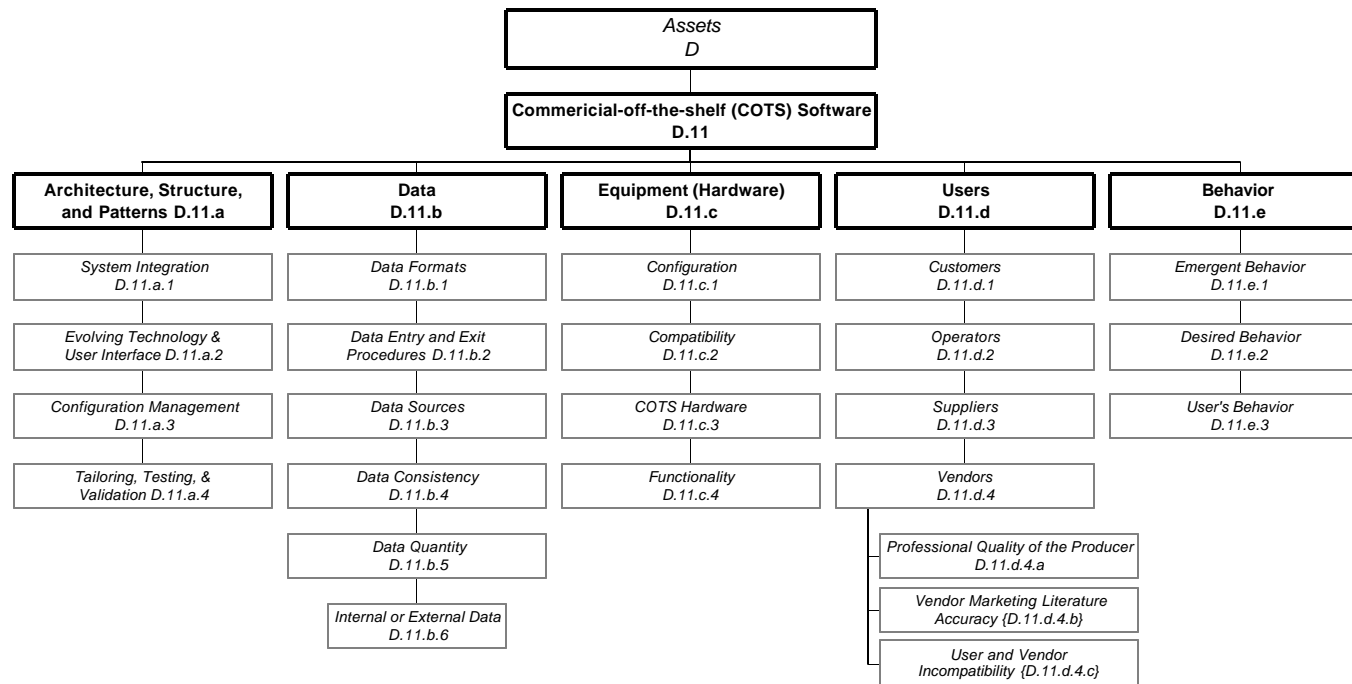 Assets
D
Commericial-off-the-shelf (COTS) Software
D.11
Architecture, Structure,
and Patterns D.11.a
Data
D.11.b
Equipment (Hardware)
D.11.c
Users
D.11.d
Behavior
D.11.e
System Integration
D.11.a.1
Data Formats
D.11.b.1
Configuration
D.11.c.1
Customers
D.11.d.1
Emergent Behavior
D.11.e.1
Evolving Technology &
User Interface D.11.a.2
Data Entry and Exit
Procedures D.11.b.2
Compatibility
D.11.c.2
Operators
D.11.d.2
Desired Behavior
D.11.e.2
Configuration Management
D.11.a.3
Data Sources
D.11.b.3
COTS Hardware
D.11.c.3
Suppliers
D.11.d.3
User's Behavior
D.11.e.3
Tailoring, Testing, &
Validation D.11.a.4
Data Consistency
D.11.b.4
Functionality
D.11.c.4
Vendors
D.11.d.4
Data Quantity
D.11.b.5
Professional Quality of the Producer
D.11.d.4.a
Internal or External Data
D.11.b.6
Vendor Marketing Literature
Accuracy {D.11.d.4.b}
User and Vendor
Incompatibility {D.11.d.4.c}